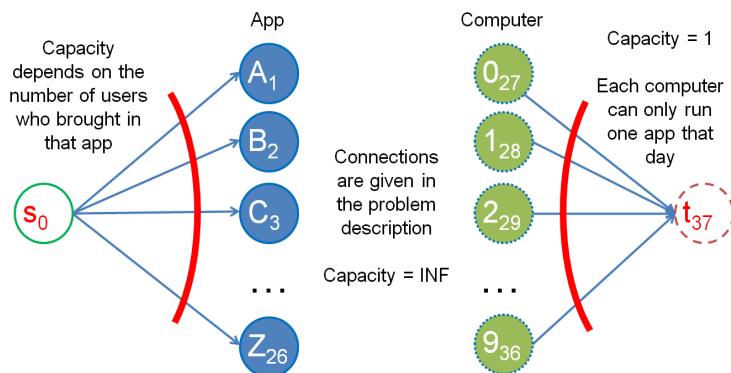 App
Computer
Capacity
depends on the
number of users
who brought in
that app
Capacity = 1
Each computer
can only run
one app that
day
Connections
are given in
the problem
description
Capacity = INF
s0
A1
B2
C3
...
Z26
027
128
229
...
936
t37